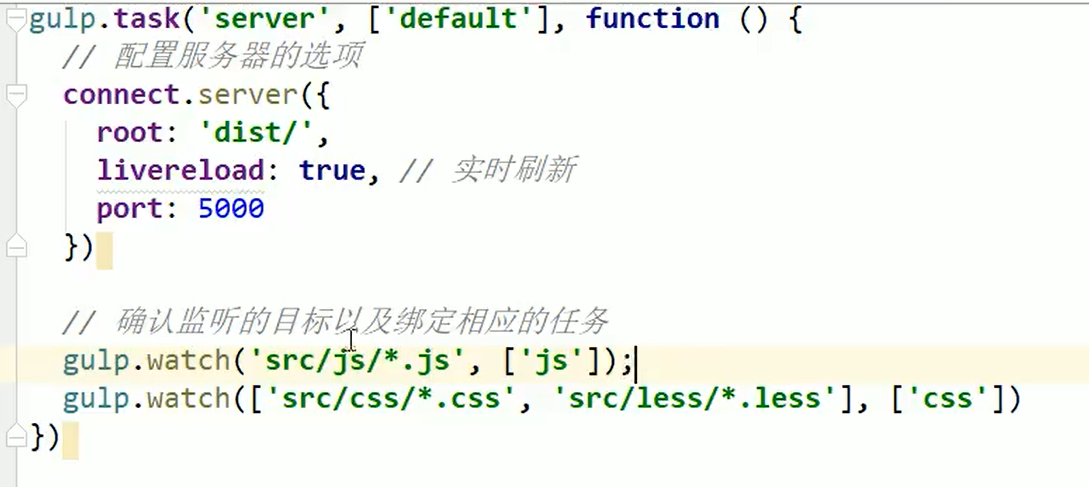 gulp.task('server', ['default'], function () {
// 配置服务器的选项
connect.server({
root: 'dist/',
livereload: true, // 实时刷新
port: 5000
})
// 确认监听的目标以及绑定相应的任务
gulp.watch('src/js/*.js', ['js']);
gulp.watch(['src/css/*.css', 'src/less/*.less'], ['css'])
})